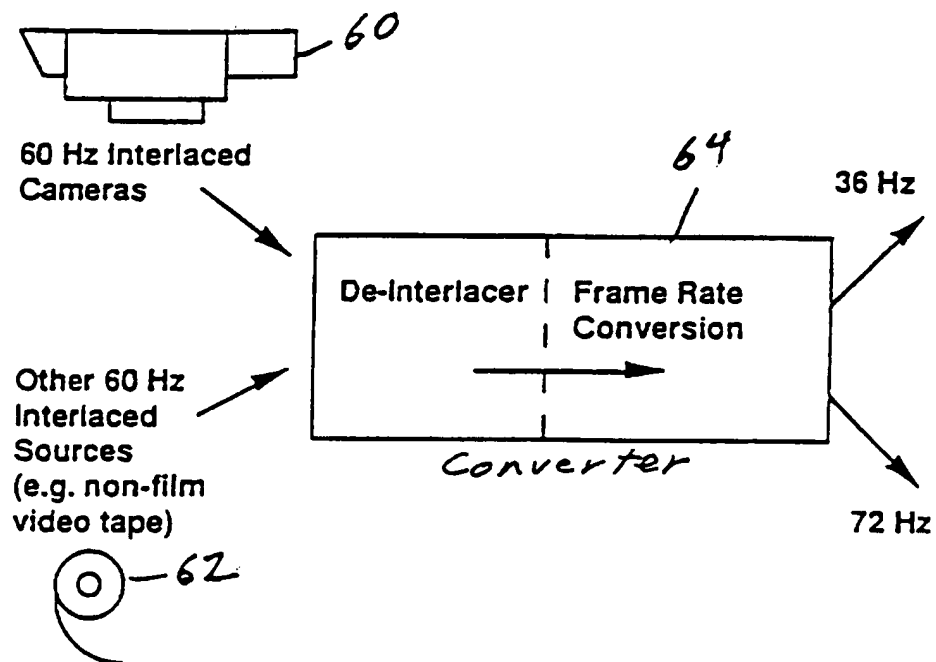 60
60 Hz Interlaced
Cameras
64
36 Hz
De-Interlacer
Frame Rate
Conversion
Other 60 Hz
Interlaced
Sources
(e.g. non-film
video tape)
Converter
72 Hz
62